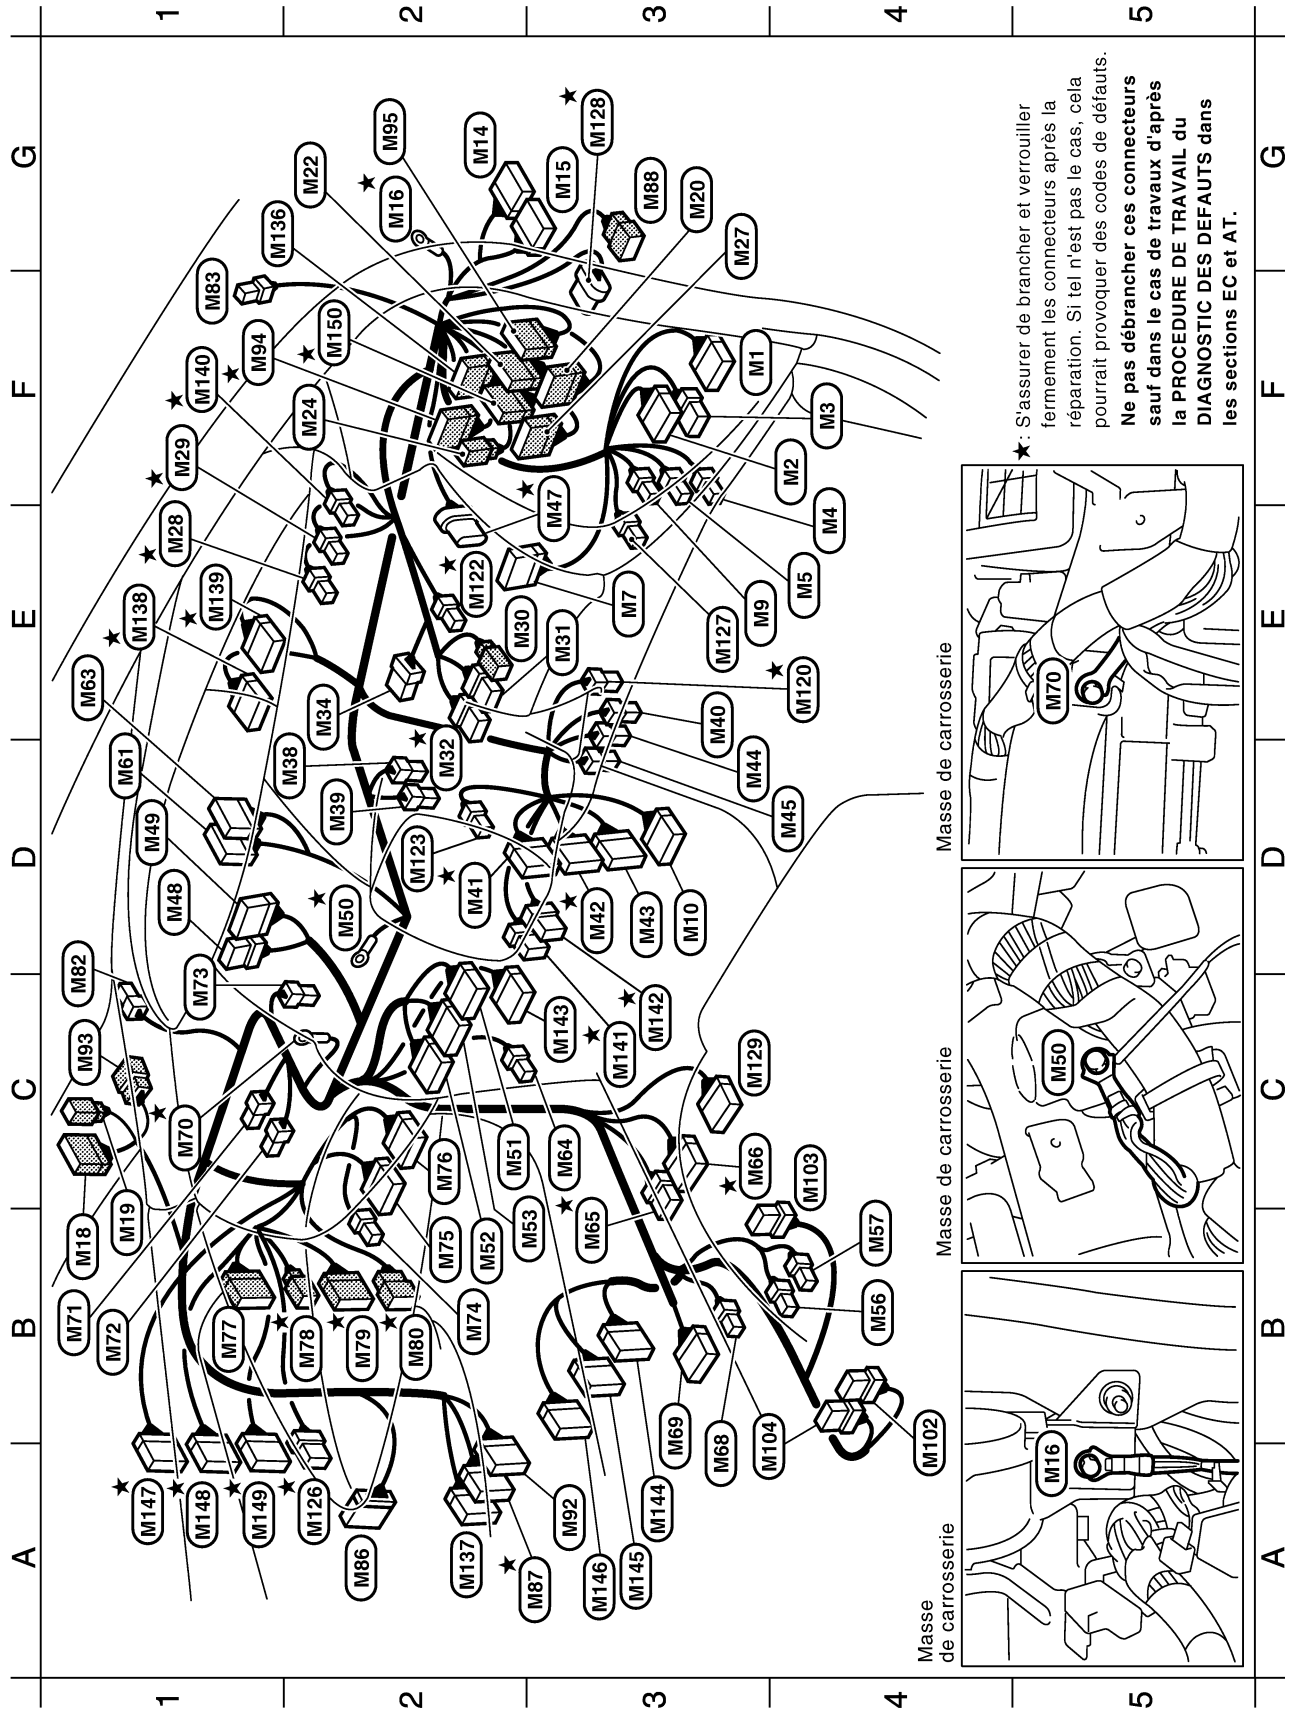 1
2
3
4
5
G
F
E
D
C
B
A
M22
M95
M14
★
M128
M136
★
M16
M15
M88
M20
M27
M83
★
M150
★
M94
★
M140
M24
★
M29
★
M28
M1
M3
M2
M4
M5
M9
M127
M7
★
M47
★
M122
M30
M31
★
M120
M40
M44
M45
★
M139
★
M138
M63
M34
★
M32
M38
M39
M61
M49
M48
★
M50
M123
★
M41
★
M42
M43
M10
M82
M73
M93
★
M142
★
M141
M143
M129
★
M70
M64
M51
M76
★
M66
M103
M18
M19
M53
★
M65
M57
M75
M52
M71
M72
M77
★
M78
★
M79
★
M80
M74
M56
M69
M68
M104
M102
★
M147
★
M148
★
M149
★
M126
M86
M137
★
M87
M92
M146
M145
M144
★: S'assurer de brancher et verrouiller
fermement les connecteurs après la
réparation. Si tel n'est pas le cas, cela
pourrait provoquer des codes de défauts.
Ne pas débrancher ces connecteurs
sauf dans le cas de travaux d'après
la PROCEDURE DE TRAVAIL du
DIAGNOSTIC DES DEFAUTS dans
les sections EC et AT.
Masse
de carrosserie
M16
Masse de carrosserie
M50
Masse de carrosserie
M70
A
B
C
D
E
F
G
1
2
3
4
5